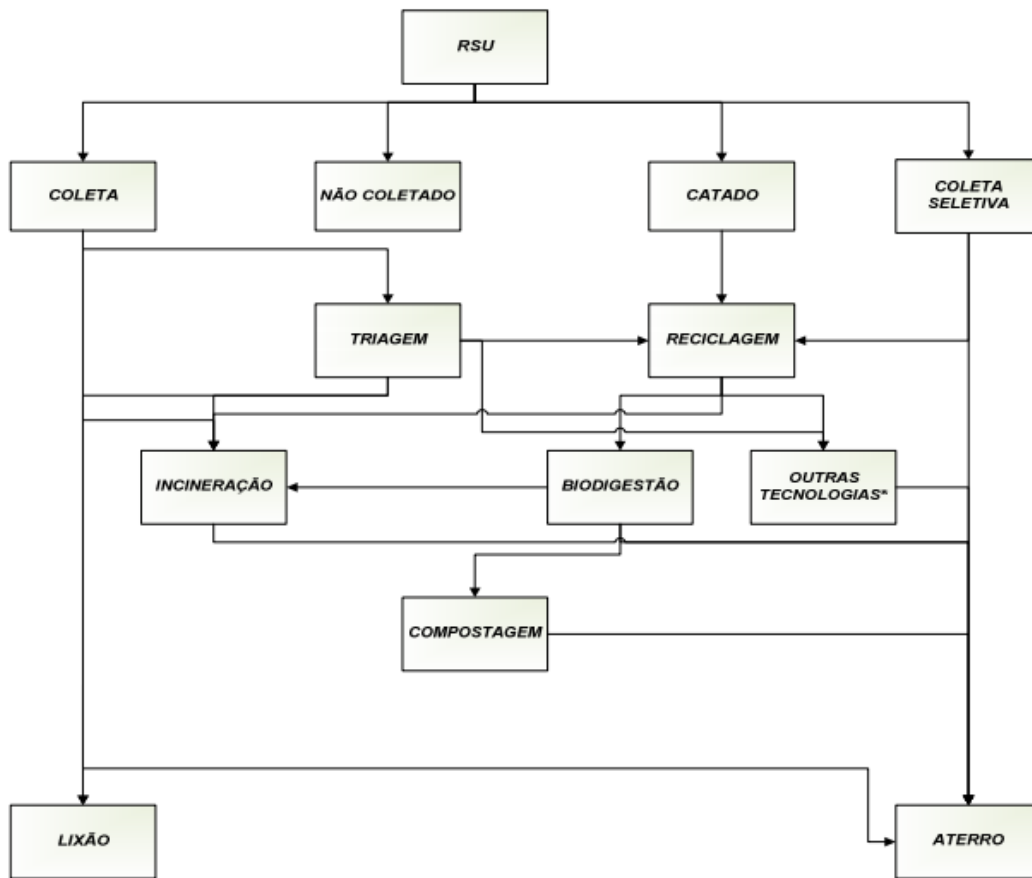 RSU
COLETA
NÃO COLETADO
CATADO
COLETA
SELETIVA
TRIAGEM
RECICLAGEM
INCINERAÇÃO
BIODIGESTÃO
OUTRAS
TECNOLOGIAS*
COMPOSTAGEM
LIXÃO
ATERRO